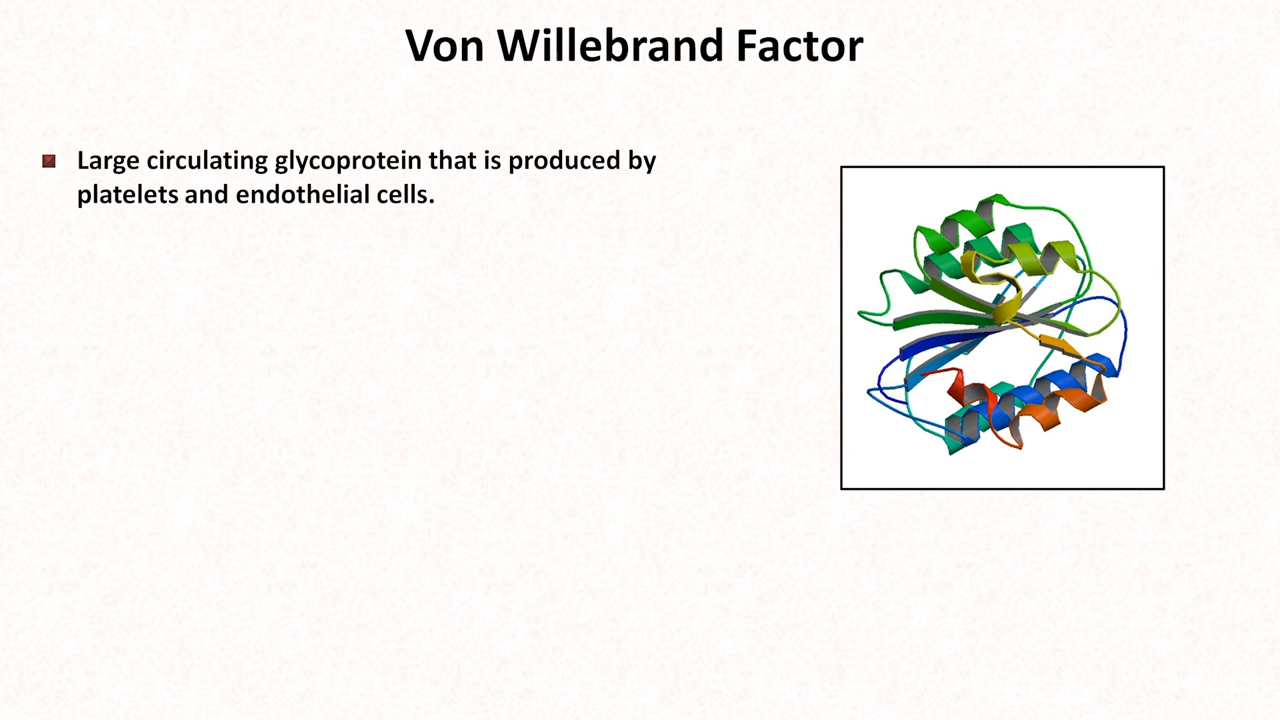 Von Willebrand Factor
Large circulating glycoprotein that is produced by
platelets and endothelial cells.